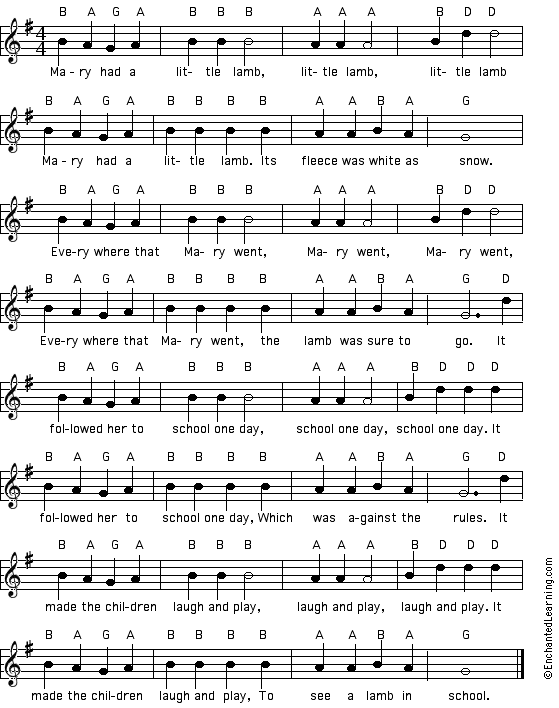 B A G A B B B A A A B D D
4 4
Ma-ry had a lit- tle lamb, lit- tle lamb, lit- tle lamb
B A G A B B B B A A B A G
Ma-ry had a lit- tle lamb. Its fleece was white as snow.
B A G A B B B A A A B D D
Eve-ry where that Ma-ry went, Ma-ry went, Ma-ry went,
B A G A B B B B A A B A G D
Eve-ry where that Ma-ry went, the lamb was sure to go. It
B A G A B B B A A A B D D D
fol-lowed her to school one day, school one day, school one day. It
B A G A B B B B A A B A G D
fol-lowed her to school one day, Which was a-gainst the rules. It
B A G A B B B A A A B D D D
made the chil-dren laugh and play, laugh and play, laugh and play. It
B A G A B B B B A A B A G
made the chil-dren laugh and play, To see a lamb in school.
©EnchantedLearning.com